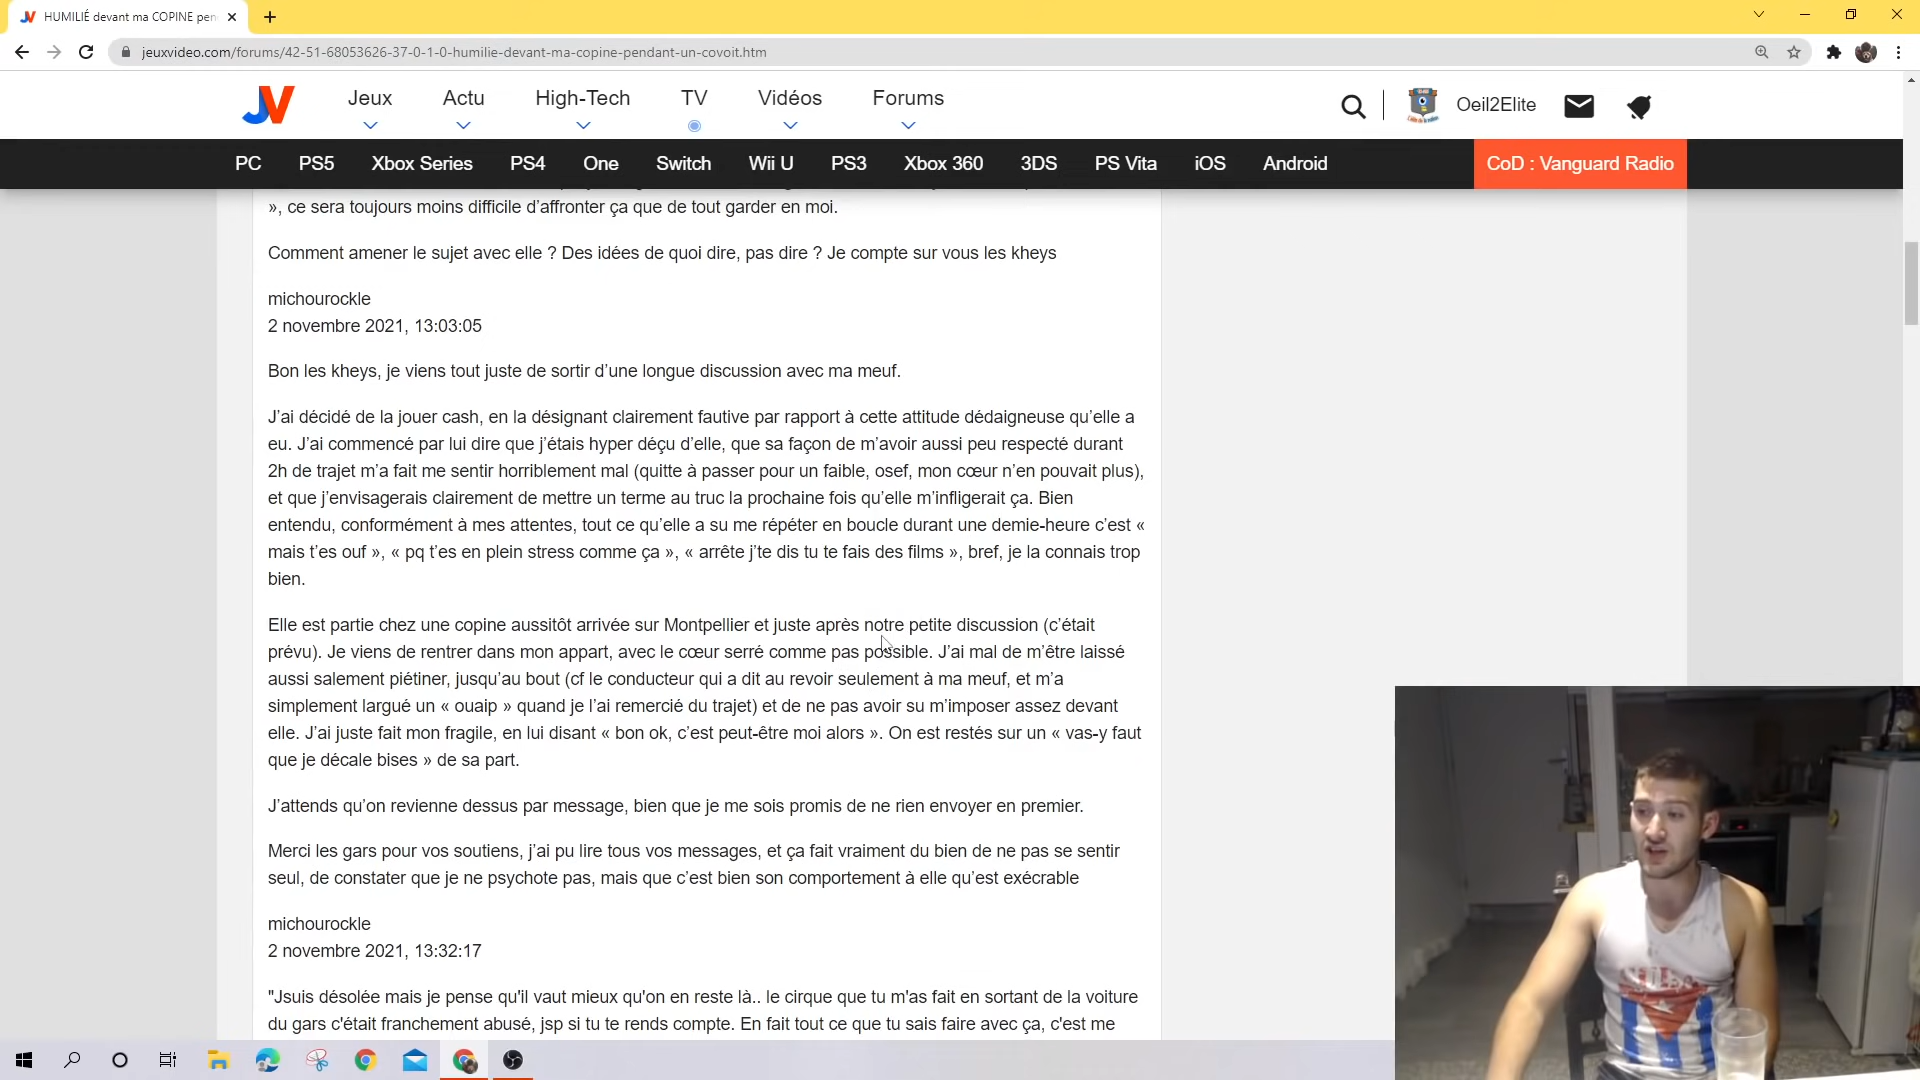 HUMILIÉ devant ma COPINE pen
jeuxvideo.com/forums/42-51-68053626-37-0-1-0-humilie-devant-ma-copine-pendant-un-covoit.htm
JV
Jeux
Actu
High-Tech
TV
Vidéos
Forums
Oeil2Elite
PC
PS5
Xbox Series
PS4
One
Switch
Wii U
PS3
Xbox 360
3DS
PS Vita
iOS
Android
CoD : Vanguard Radio
», ce sera toujours moins difficile d’affronter ça que de tout garder en moi.
Comment amener le sujet avec elle ? Des idées de quoi dire, pas dire ? Je compte sur vous les kheys
michourockle
2 novembre 2021, 13:03:05
Bon les kheys, je viens tout juste de sortir d’une longue discussion avec ma meuf.
J’ai décidé de la jouer cash, en la désignant clairement fautive par rapport à cette attitude dédaigneuse qu’elle a
eu. J’ai commencé par lui dire que j’étais hyper déçu d’elle, que sa façon de m’avoir aussi peu respecté durant
2h de trajet m’a fait me sentir horriblement mal (quitte à passer pour un faible, osef, mon cœur n’en pouvait plus),
et que j’envisagerais clairement de mettre un terme au truc la prochaine fois qu’elle m’infligerait ça. Bien
entendu, conformément à mes attentes, tout ce qu’elle a su me répéter en boucle durant une demie-heure c’est «
mais t’es ouf », « pq t’es en plein stress comme ça », « arrête j’te dis tu te fais des films », bref, je la connais trop
bien.
Elle est partie chez une copine aussitôt arrivée sur Montpellier et juste après notre petite discussion (c’était
prévu). Je viens de rentrer dans mon appart, avec le cœur serré comme pas possible. J’ai mal de m’être laissé
aussi salement piétiner, jusqu’au bout (cf le conducteur qui a dit au revoir seulement à ma meuf, et m’a
simplement largué un « ouaip » quand je l’ai remercié du trajet) et de ne pas avoir su m’imposer assez devant
elle. J’ai juste fait mon fragile, en lui disant « bon ok, c’est peut-être moi alors ». On est restés sur un « vas-y faut
que je décale bises » de sa part.
J’attends qu’on revienne dessus par message, bien que je me sois promis de ne rien envoyer en premier.
Merci les gars pour vos soutiens, j’ai pu lire tous vos messages, et ça fait vraiment du bien de ne pas se sentir
seul, de constater que je ne psychote pas, mais que c’est bien son comportement à elle qu’est exécrable
michourockle
2 novembre 2021, 13:32:17
"Jsuis désolée mais je pense qu'il vaut mieux qu'on en reste là.. le cirque que tu m'as fait en sortant de la voiture
du gars c'était franchement abusé, jsp si tu te rends compte. En fait tout ce que tu sais faire avec ça, c'est me